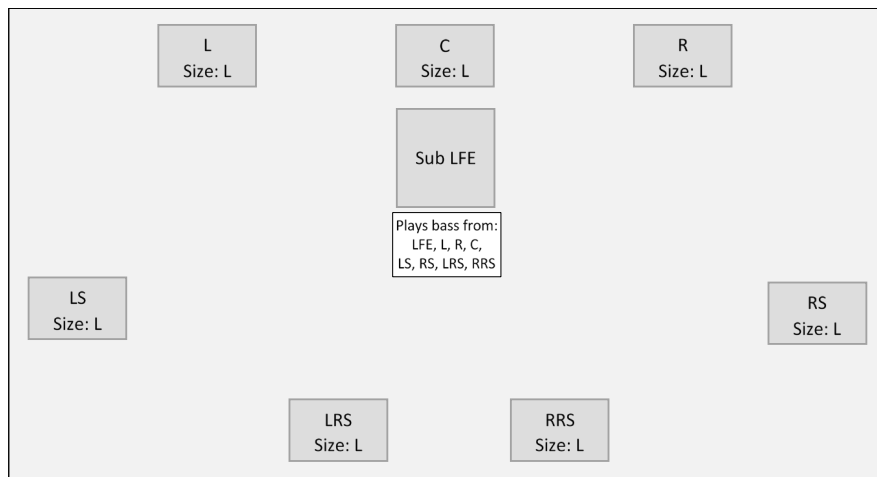 L
Size: L
C
Size: L
R
Size: L
Sub LFE
Plays bass from:
LFE, L, R, C,
LS, RS, LRS, RRS
LS
Size: L
RS
Size: L
LRS
Size: L
RRS
Size: L